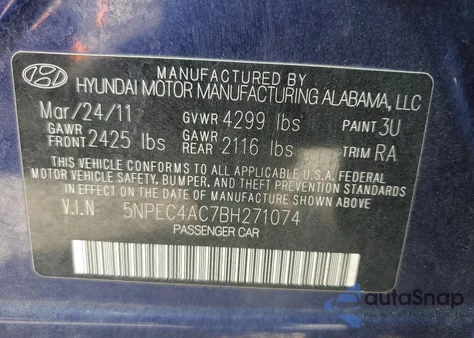 MANUFACTURED BY
HYUNDAI MOTOR MANUFACTURING ALABAMA, LLC
Mar/24/11 GVWR 4299 lbs PAINT 3U
GAWR FRONT 2425 lbs GAWR REAR 2116 lbs TRIM RA
THIS VEHICLE CONFORMS TO ALL APPLICABLE U.S.A. FEDERAL
MOTOR VEHICLE SAFETY, BUMPER, AND THEFT PREVENTION STANDARDS
IN EFFECT ON THE DATE OF MANUFACTURE SHOWN ABOVE.
V.I.N 5NPEC4AC7BH271074
PASSENGER CAR
autoSnap